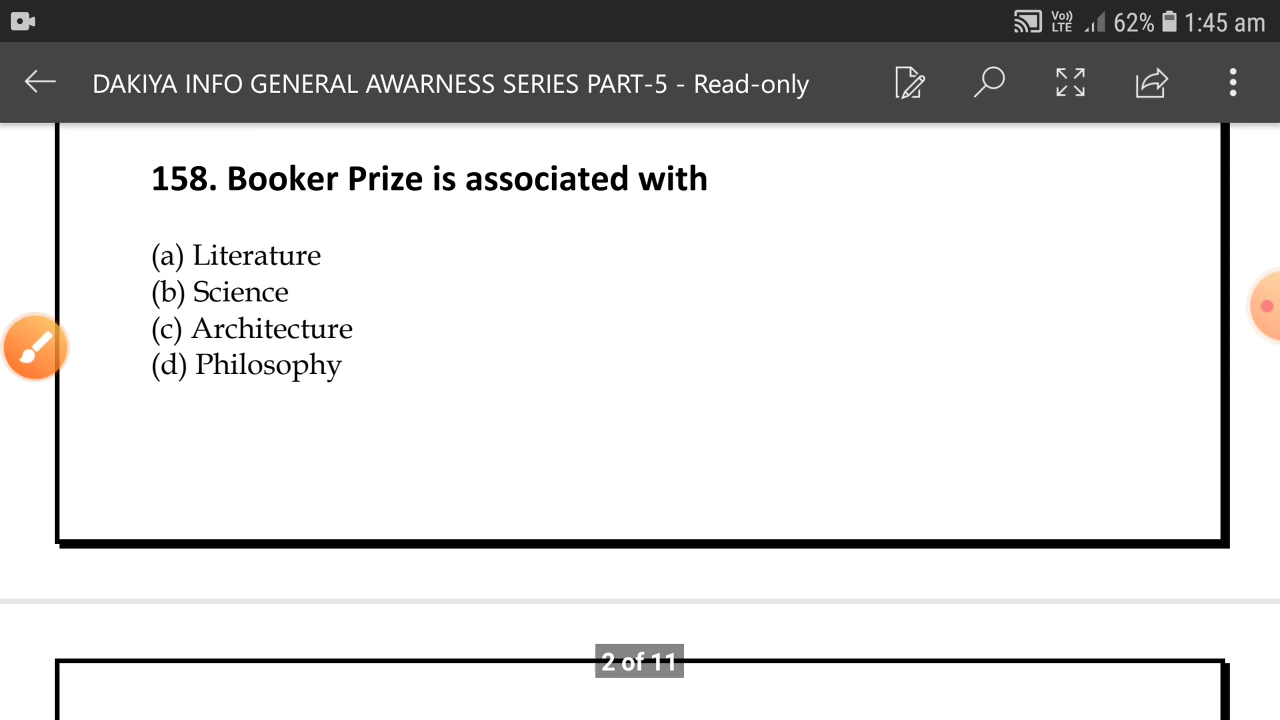 Vo) LTE 62% 1:45 am
DAKIYA INFO GENERAL AWARNESS SERIES PART-5 - Read-only
158. Booker Prize is associated with
(a) Literature
(b) Science
(c) Architecture
(d) Philosophy
2 of 11